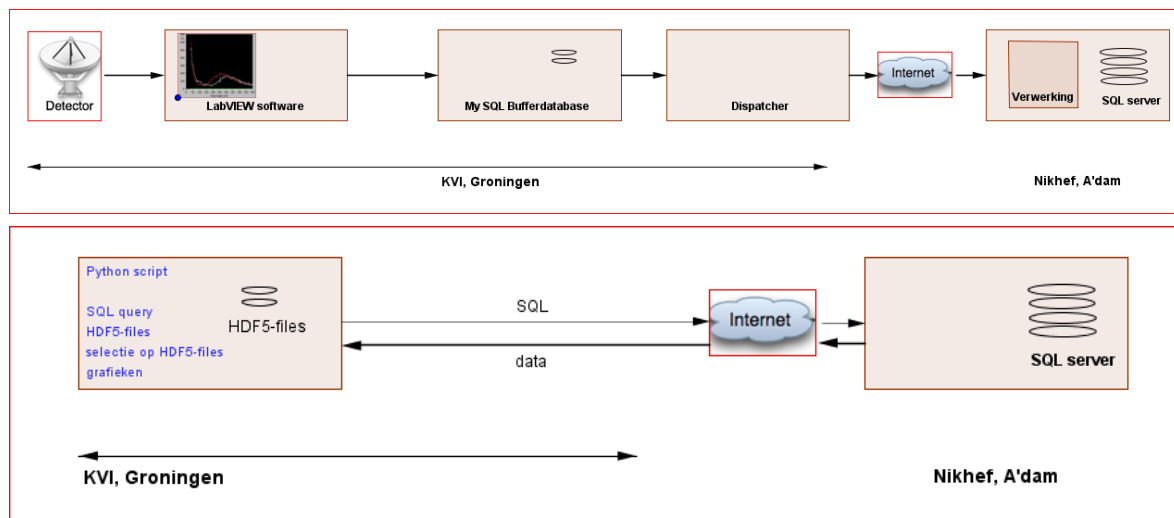 Detector
LabVIEW software
My SQL Bufferdatabase
Dispatcher
Internet
Verwerking
SQL server
KVI, Groningen
Nikhef, A'dam
Python script
SQL query
HDF5-files
selectie op HDF5-files
grafieken
HDF5-files
SQL
data
Internet
SQL server
KVI, Groningen
Nikhef, A'dam